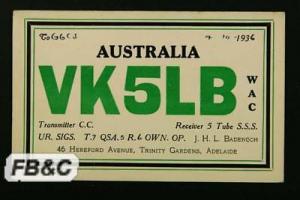 1936
AUSTRALIA
VK5LB
WAC
Transmitter C.C. Receiver 5 Tube S.S.S.
UR. SIGS. T.7 QSA.5 R.6 OWN. OP. J. H. L. BADENOCH
46 HEREFORD AVENUE, TRINITY GARDENS, ADELAIDE
FB&C